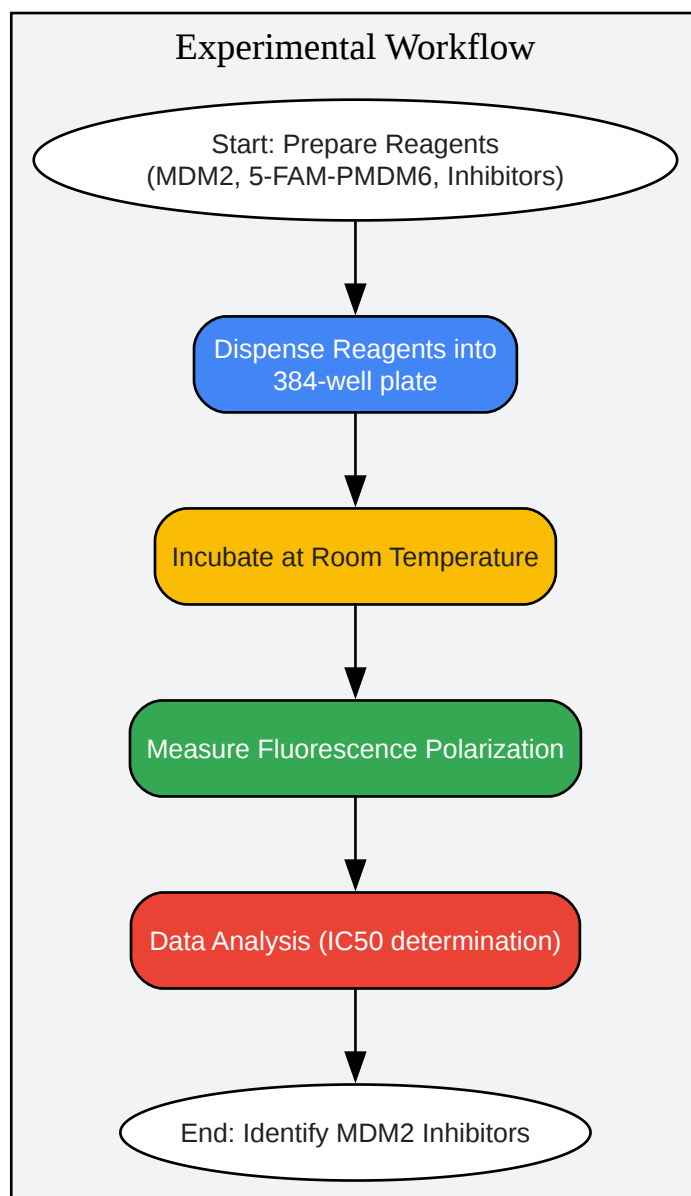 Experimental Workflow
Start: Prepare Reagents
(MDM2, 5-FAM-PMDM6, Inhibitors)
Dispense Reagents into
384-well plate
Incubate at Room Temperature
Measure Fluorescence Polarization
Data Analysis (IC50 determination)
End: Identify MDM2 Inhibitors